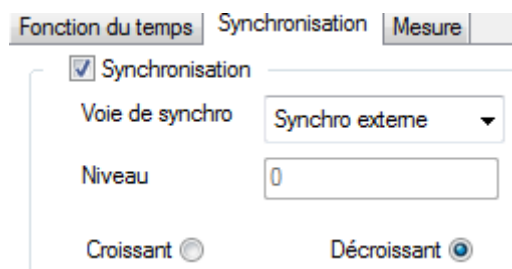 Fonction du temps Synchronisation Mesure
Synchronisation
Voie de synchro Synchro externe
Niveau 0
Croissant Décroissant